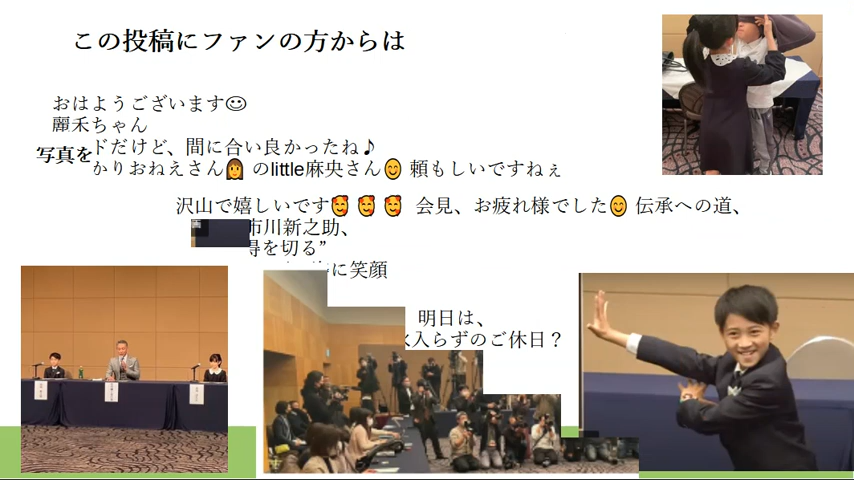 この投稿にファンの方からは
おはようございます☺
麗禾ちゃん
写真を
ドだけど、間に合い良かったね♪
かりおねえさん👩 のlittle麻央さん😊 頼もしいですねぇ
沢山で嬉しいです🥰 🥰 🥰 会見、お疲れ様でした😊 伝承への道、
市川新之助、
得を切る”
に笑顔
明日は、
水入らずのご休日？